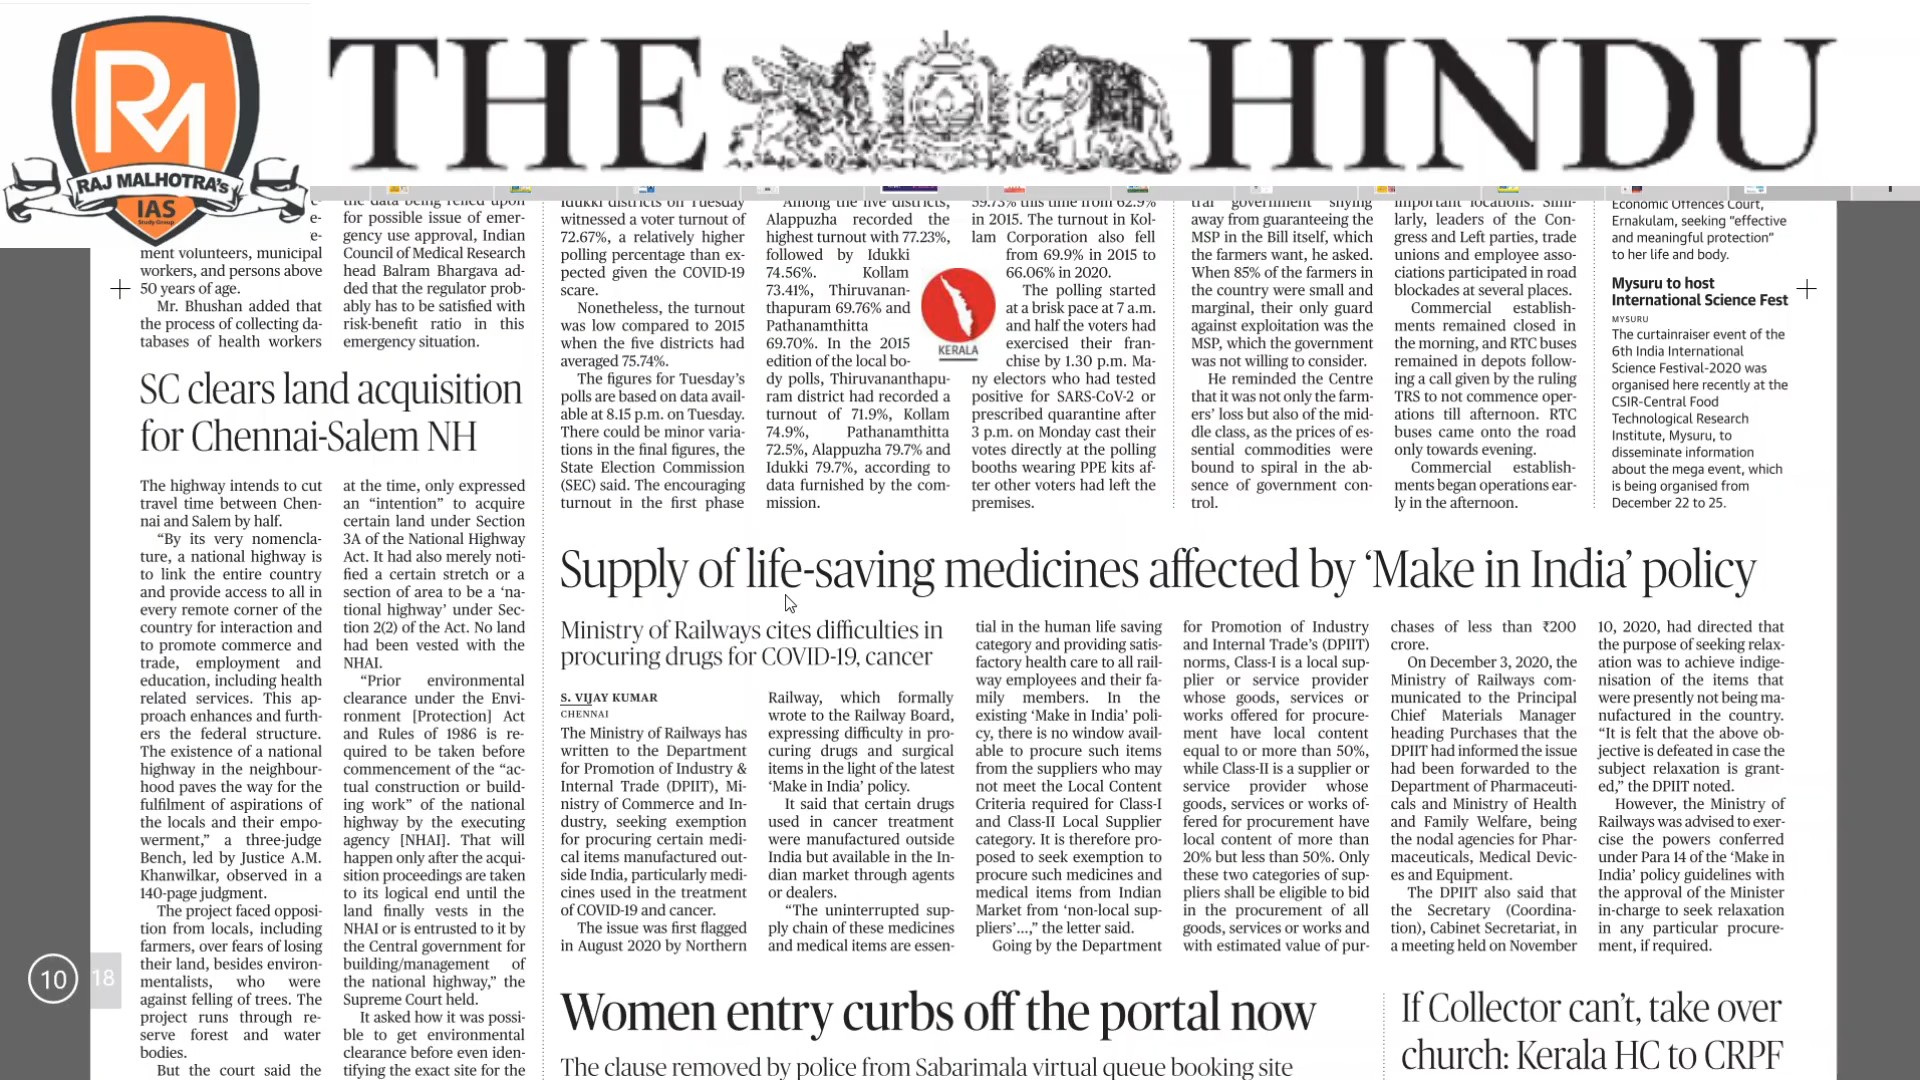 RM
RAJ MALHOTRA's
IAS
Study Group
THE HINDU
ment volunteers, municipal
workers, and persons above
50 years of age.
Mr. Bhushan added that
the process of collecting da-
tabases of health workers
the data being relied upon
for possible issue of emer-
gency use approval, Indian
Council of Medical Research
head Balram Bhargava ad-
ded that the regulator prob-
ably has to be satisfied with
risk-benefit ratio in this
emergency situation.
SC clears land acquisition
for Chennai-Salem NH
The highway intends to cut
travel time between Chen-
nai and Salem by half.
“By its very nomencla-
ture, a national highway is
to link the entire country
and provide access to all in
every remote corner of the
country for interaction and
to promote commerce and
trade, employment and
education, including health
related services. This ap-
proach enhances and furth-
ers the federal structure.
The existence of a national
highway in the neighbour-
hood paves the way for the
fulfilment of aspirations of
the locals and their empo-
werment,” a three-judge
Bench, led by Justice A.M.
Khanwilkar, observed in a
140-page judgment.
The project faced opposi-
tion from locals, including
farmers, over fears of losing
their land, besides environ-
mentalists, who were
against felling of trees. The
project runs through re-
serve forest and water
bodies.
But the court said the
at the time, only expressed
an “intention” to acquire
certain land under Section
3A of the National Highway
Act. It had also merely noti-
fied a certain stretch or a
section of area to be a ‘na-
tional highway’ under Sec-
tion 2(2) of the Act. No land
had been vested with the
NHAI.
“Prior environmental
clearance under the Envi-
ronment [Protection] Act
and Rules of 1986 is re-
quired to be taken before
commencement of the “ac-
tual construction or build-
ing work” of the national
highway by the executing
agency [NHAI]. That will
happen only after the acqui-
sition proceedings are taken
to its logical end until the
land finally vests in the
NHAI or is entrusted to it by
the Central government for
building/management of
the national highway,” the
Supreme Court held.
It asked how it was possi-
ble to get environmental
clearance before even iden-
tifying the exact site for the
Idukki districts on Tuesday
witnessed a voter turnout of
72.67%, a relatively higher
polling percentage than ex-
pected given the COVID-19
scare.
Nonetheless, the turnout
was low compared to 2015
when the five districts had
averaged 75.74%.
The figures for Tuesday’s
polls are based on data avail-
able at 8.15 p.m. on Tuesday.
There could be minor varia-
tions in the final figures, the
State Election Commission
(SEC) said. The encouraging
turnout in the first phase
Among the five districts,
Alappuzha recorded the
highest turnout with 77.23%,
followed by Idukki
74.56%. Kollam
73.41%, Thiruvanan-
thapuram 69.76% and
Pathanamthitta
69.70%. In the 2015
edition of the local bo-
dy polls, Thiruvananthapu-
ram district had recorded a
turnout of 71.9%, Kollam
74.9%, Pathanamthitta
72.5%, Alappuzha 79.7% and
Idukki 79.7%, according to
data furnished by the com-
mission.
KERALA
59.73% this time from 62.9%
in 2015. The turnout in Kol-
lam Corporation also fell
from 69.9% in 2015 to
66.06% in 2020.
The polling started
at a brisk pace at 7 a.m.
and half the voters had
exercised their fran-
chise by 1.30 p.m. Ma-
ny electors who had tested
positive for SARS-CoV-2 or
prescribed quarantine after
3 p.m. on Monday cast their
votes directly at the polling
booths wearing PPE kits af-
ter other voters had left the
premises.
tral government shying
away from guaranteeing the
MSP in the Bill itself, which
the farmers want, he asked.
When 85% of the farmers in
the country were small and
marginal, their only guard
against exploitation was the
MSP, which the government
was not willing to consider.
He reminded the Centre
that it was not only the farm-
ers’ loss but also of the mid-
dle class, as the prices of es-
sential commodities were
bound to spiral in the ab-
sence of government con-
trol.
important locations. Simi-
larly, leaders of the Con-
gress and Left parties, trade
unions and employee asso-
ciations participated in road
blockades at several places.
Commercial establish-
ments remained closed in
the morning, and RTC buses
remained in depots follow-
ing a call given by the ruling
TRS to not commence oper-
ations till afternoon. RTC
buses came onto the road
only towards evening.
Commercial establish-
ments began operations ear-
ly in the afternoon.
Economic Offences Court,
Ernakulam, seeking “effective
and meaningful protection”
to her life and body.
Mysuru to host
International Science Fest
MYSURU
The curtainraiser event of the
6th India International
Science Festival-2020 was
organised here recently at the
CSIR-Central Food
Technological Research
Institute, Mysuru, to
disseminate information
about the mega event, which
is being organised from
December 22 to 25.
Supply of life-saving medicines affected by ‘Make in India’ policy
Ministry of Railways cites difficulties in
procuring drugs for COVID-19, cancer
S. VIJAY KUMAR
CHENNAI
The Ministry of Railways has
written to the Department
for Promotion of Industry &
Internal Trade (DPIIT), Mi-
nistry of Commerce and In-
dustry, seeking exemption
for procuring certain medi-
cal items manufactured out-
side India, particularly medi-
cines used in the treatment
of COVID-19 and cancer.
The issue was first flagged
in August 2020 by Northern
Railway, which formally
wrote to the Railway Board,
expressing difficulty in pro-
curing drugs and surgical
items in the light of the latest
‘Make in India’ policy.
It said that certain drugs
used in cancer treatment
were manufactured outside
India but available in the In-
dian market through agents
or dealers.
“The uninterrupted sup-
ply chain of these medicines
and medical items are essen-
tial in the human life saving
category and providing satis-
factory health care to all rail-
way employees and their fa-
mily members. In the
existing ‘Make in India’ poli-
cy, there is no window avail-
able to procure such items
from the suppliers who may
not meet the Local Content
Criteria required for Class-I
and Class-II Local Supplier
category. It is therefore pro-
posed to seek exemption to
procure such medicines and
medical items from Indian
Market from ‘non-local sup-
pliers’...,” the letter said.
Going by the Department
for Promotion of Industry
and Internal Trade’s (DPIIT)
norms, Class-I is a local sup-
plier or service provider
whose goods, services or
works offered for procure-
ment have local content
equal to or more than 50%,
while Class-II is a supplier or
service provider whose
goods, services or works of-
fered for procurement have
local content of more than
20% but less than 50%. Only
these two categories of sup-
pliers shall be eligible to bid
in the procurement of all
goods, services or works and
with estimated value of pur-
chases of less than ₹200
crore.
On December 3, 2020, the
Ministry of Railways com-
municated to the Principal
Chief Materials Manager
heading Purchases that the
DPIIT had informed the issue
had been forwarded to the
Department of Pharmaceuti-
cals and Ministry of Health
and Family Welfare, being
the nodal agencies for Phar-
maceuticals, Medical Devic-
es and Equipment.
The DPIIT also said that
the Secretary (Coordina-
tion), Cabinet Secretariat, in
a meeting held on November
10, 2020, had directed that
the purpose of seeking relax-
ation was to achieve indige-
nisation of the items that
were presently not being ma-
nufactured in the country.
“It is felt that the above ob-
jective is defeated in case the
subject relaxation is grant-
ed,” the DPIIT noted.
However, the Ministry of
Railways was advised to exer-
cise the powers conferred
under Para 14 of the ‘Make in
India’ policy guidelines with
the approval of the Minister
in-charge to seek relaxation
in any particular procure-
ment, if required.
10
18
Women entry curbs off the portal now
The clause removed by police from Sabarimala virtual queue booking site
If Collector can’t, take over
church: Kerala HC to CRPF